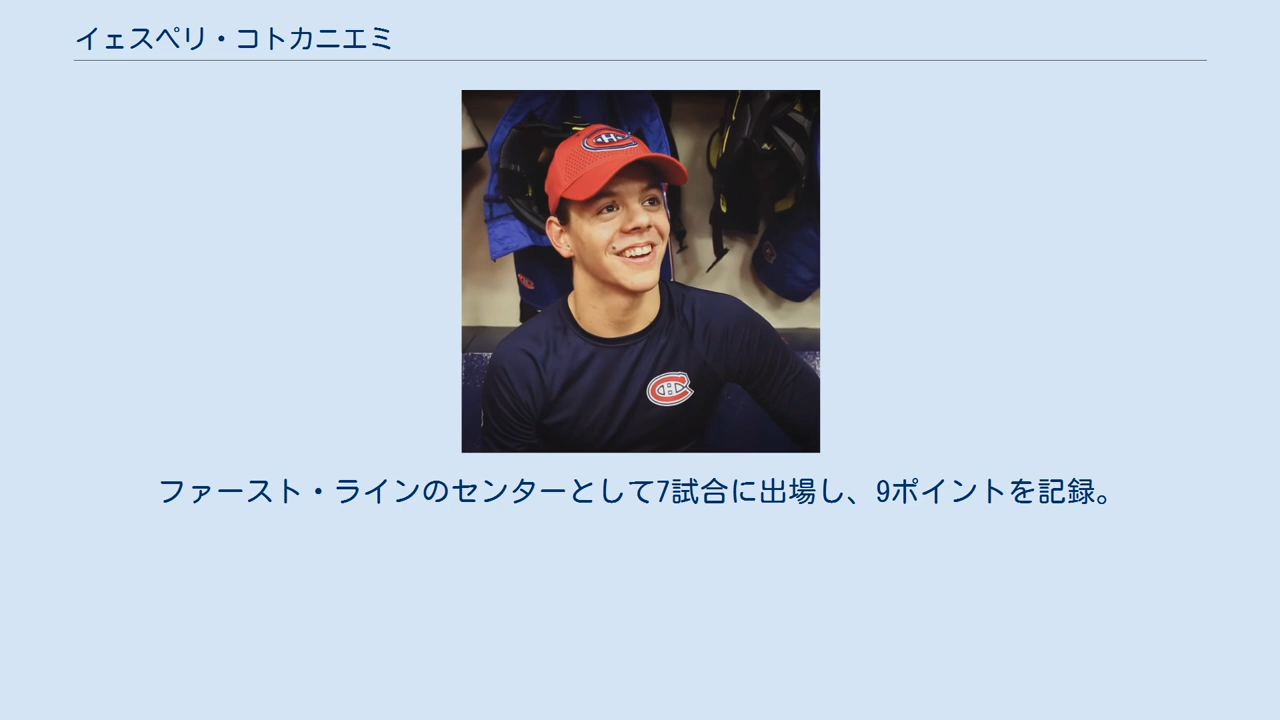 イェスペリ・コトカニエミ
ファースト・ラインのセンターとして7試合に出場し、9ポイントを記録。